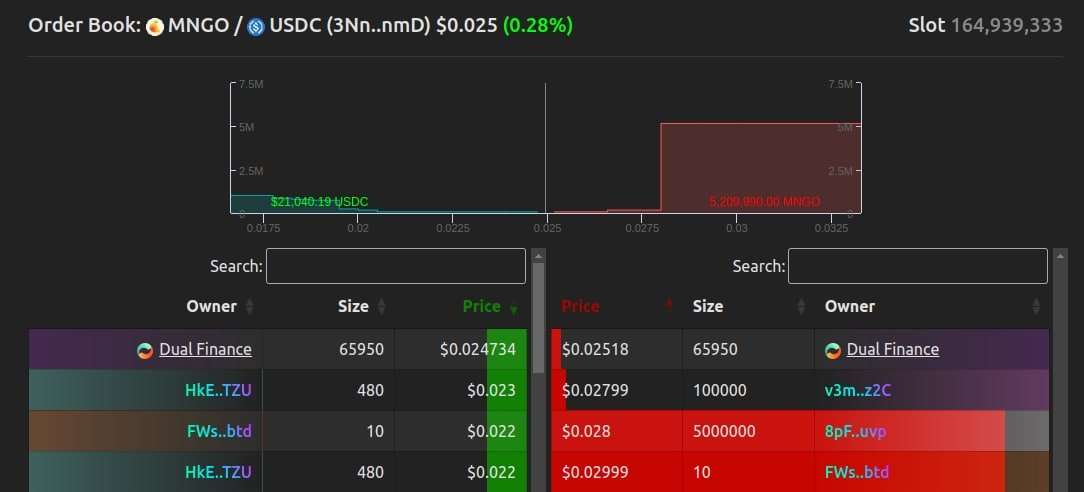 Order Book: MNGO / USDC (3Nn..nmD) $0.025 (0.28%) Slot 164,939,333
7.5M 7.5M
5M 5M
2.5M 2.5M
$21,040.19 USDC 5,209,990.00 MNGO
0 0
0.0175 0.02 0.0225 0.025 0.0275 0.03 0.0325
Search: Search:
Owner Size Price Price Size Owner
Dual Finance 65950 $0.024734 $0.02518 65950 Dual Finance
HkE..TZU 480 $0.023 $0.02799 100000 v3m..z2C
FWs..btd 10 $0.022 $0.028 5000000 8pF..uvp
HkE..TZU 480 $0.022 $0.02999 10 FWs..btd